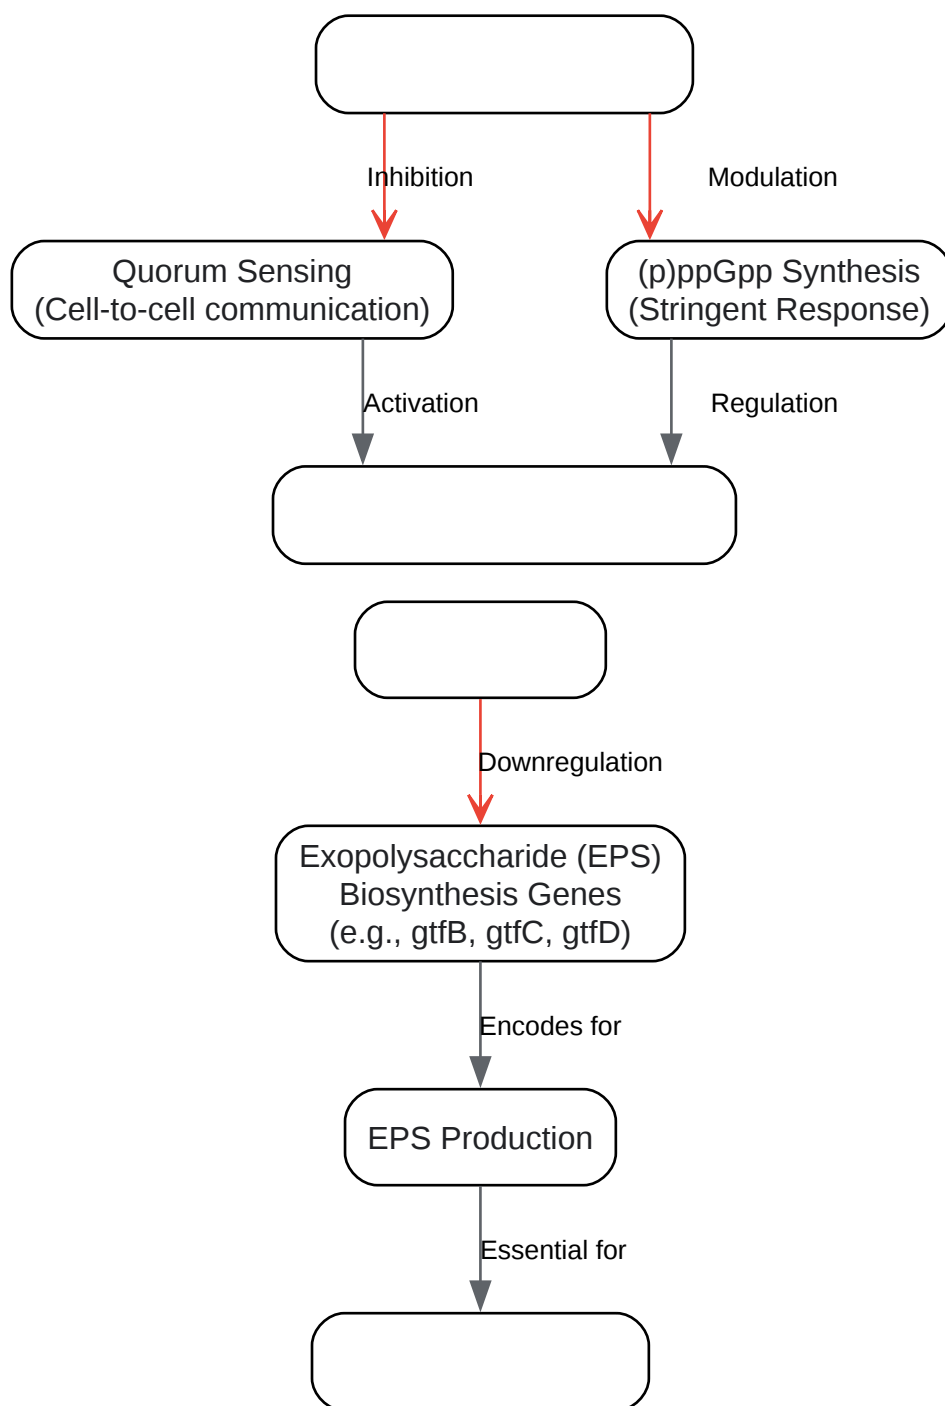 Inhibition
Modulation
Quorum Sensing
(Cell-to-cell communication)
(p)ppGpp Synthesis
(Stringent Response)
Activation
Regulation
Downregulation
Exopolysaccharide (EPS)
Biosynthesis Genes
(e.g., gtfB, gtfC, gtfD)
Encodes for
EPS Production
Essential for